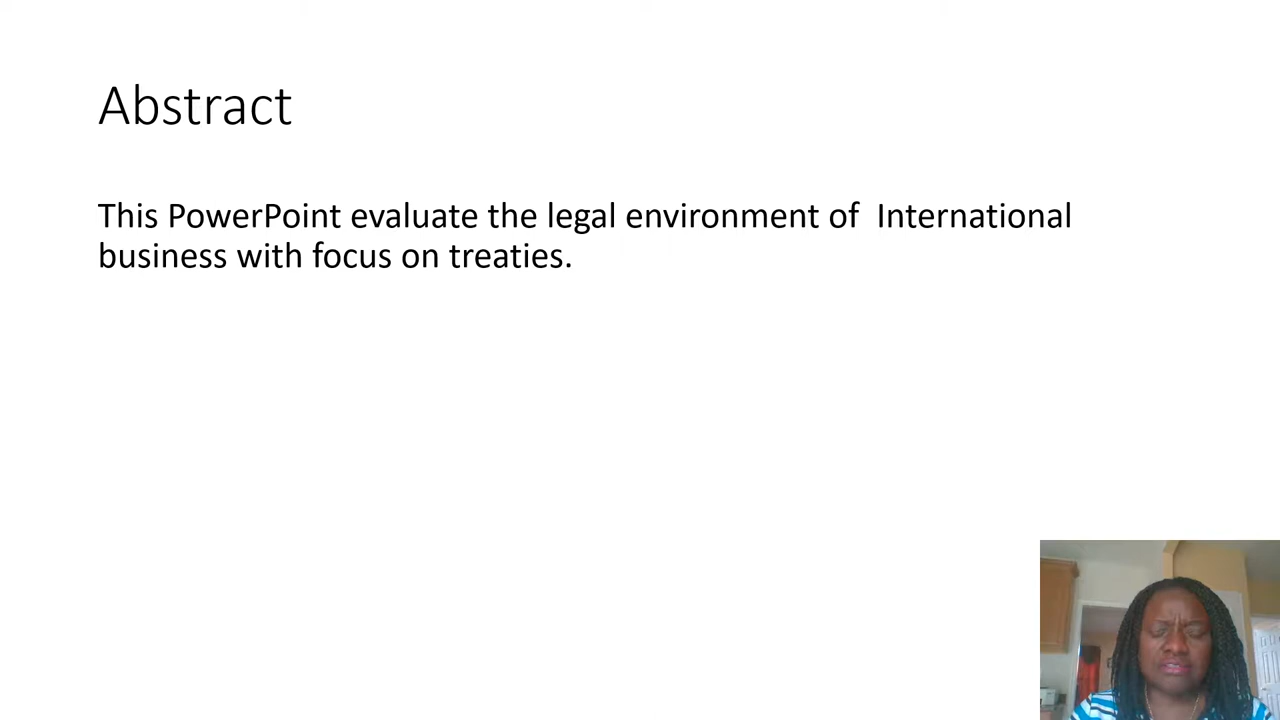 Abstract
This PowerPoint evaluate the legal environment of  International
business with focus on treaties.